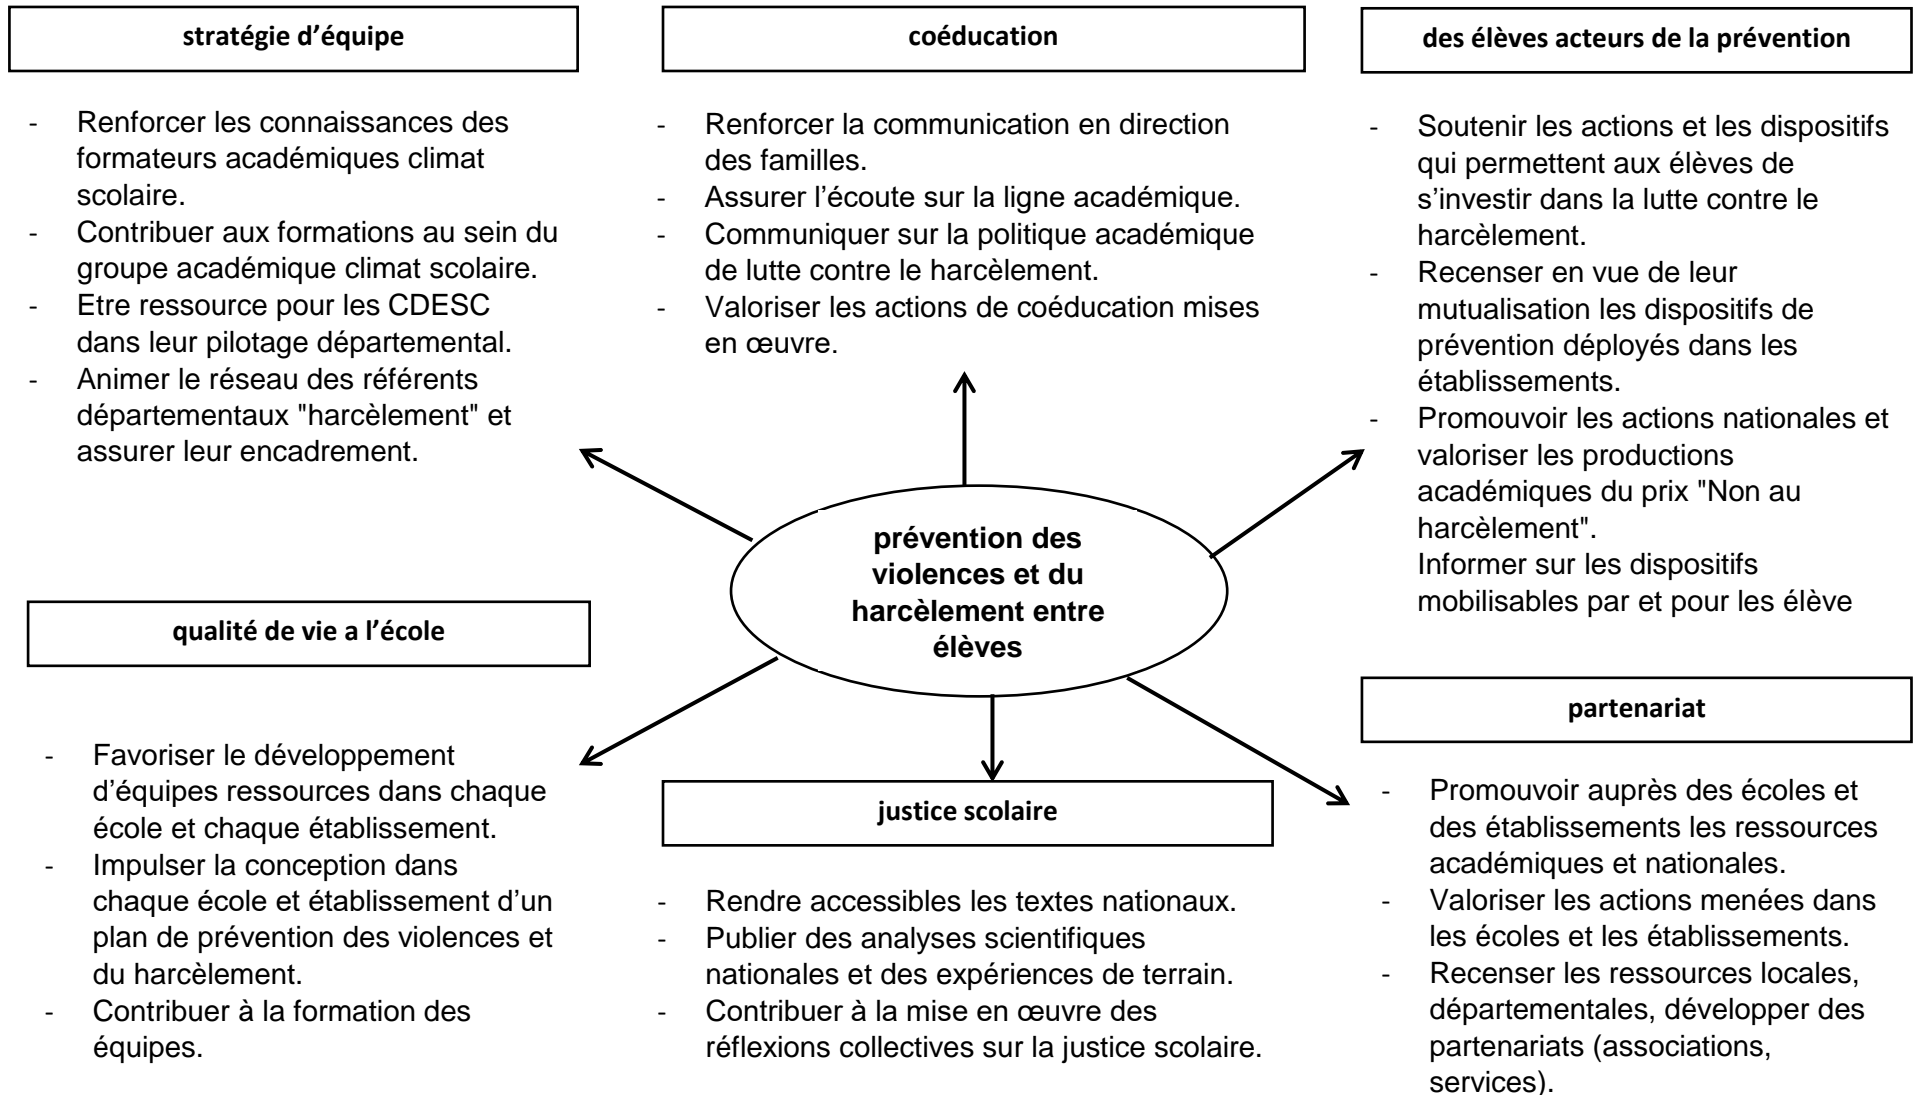 stratégie d’équipe
- Renforcer les connaissances des
formateurs académiques climat
scolaire.
- Contribuer aux formations au sein du
groupe académique climat scolaire.
- Etre ressource pour les CDESC
dans leur pilotage départemental.
- Animer le réseau des référents
départementaux "harcèlement" et
assurer leur encadrement.
coéducation
- Renforcer la communication en direction
des familles.
- Assurer l’écoute sur la ligne académique.
- Communiquer sur la politique académique
de lutte contre le harcèlement.
- Valoriser les actions de coéducation mises
en œuvre.
des élèves acteurs de la prévention
- Soutenir les actions et les dispositifs
qui permettent aux élèves de
s’investir dans la lutte contre le
harcèlement.
- Recenser en vue de leur
mutualisation les dispositifs de
prévention déployés dans les
établissements.
- Promouvoir les actions nationales et
valoriser les productions
académiques du prix "Non au
harcèlement".
Informer sur les dispositifs
mobilisables par et pour les élève
prévention des
violences et du
harcèlement entre
élèves
qualité de vie a l’école
- Favoriser le développement
d’équipes ressources dans chaque
école et chaque établissement.
- Impulser la conception dans
chaque école et établissement d’un
plan de prévention des violences et
du harcèlement.
- Contribuer à la formation des
équipes.
justice scolaire
- Rendre accessibles les textes nationaux.
- Publier des analyses scientifiques
nationales et des expériences de terrain.
- Contribuer à la mise en œuvre des
réflexions collectives sur la justice scolaire.
partenariat
- Promouvoir auprès des écoles et
des établissements les ressources
académiques et nationales.
- Valoriser les actions menées dans
les écoles et les établissements.
- Recenser les ressources locales,
départementales, développer des
partenariats (associations,
services).